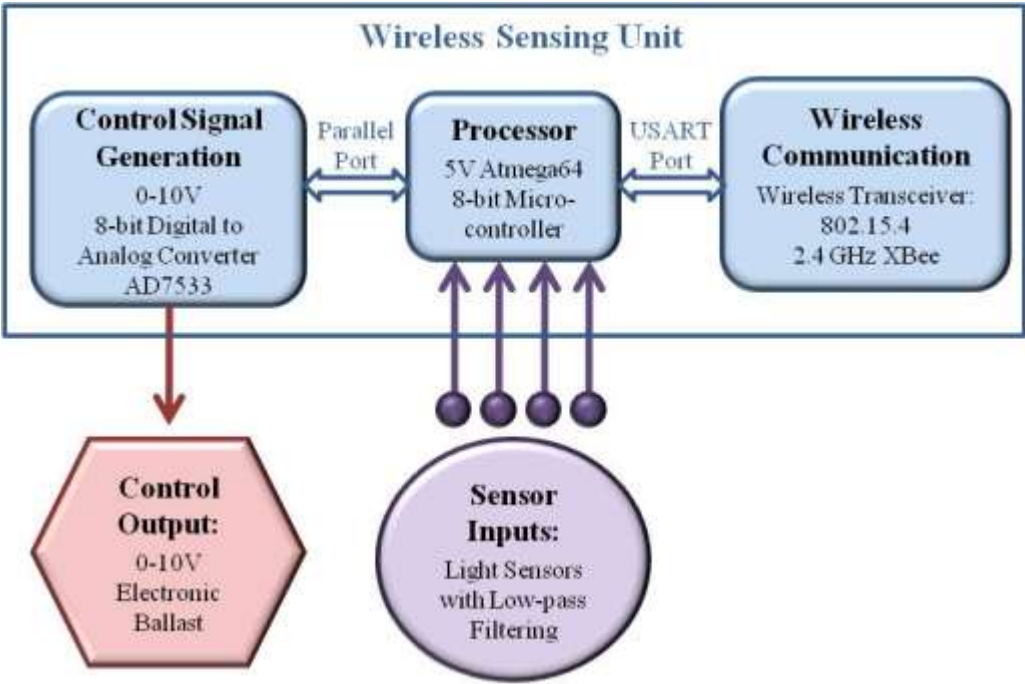 Wireless Sensing Unit
Control Signal
Generation
0-10V
8-bit Digital to
Analog Converter
AD7533
Parallel
Port
Processor
5V Atmega64
8-bit Micro-
controller
USART
Port
Wireless
Communication
Wireless Transceiver:
802.15.4
2.4 GHz XBee
Control
Output:
0-10V
Electronic
Ballast
Sensor
Inputs:
Light Sensors
with Low-pass
Filtering